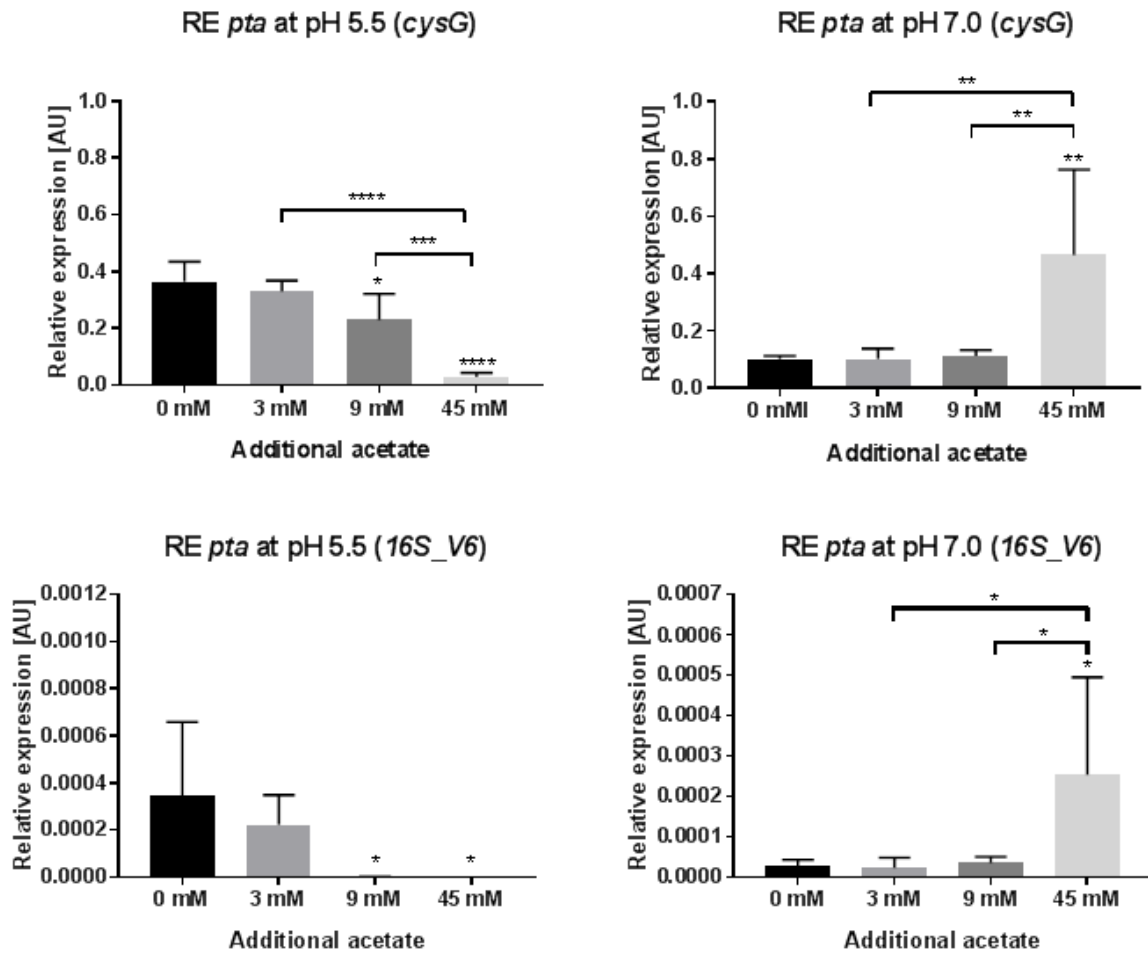 RE pta at pH 5.5 (cysG)
Relative expression [AU]
1.0
0.8
0.6
0.4
0.2
0.0
****
***
*
****
0 mM 3 mM 9 mM 45 mM
Additional acetate
RE pta at pH 7.0 (cysG)
Relative expression [AU]
1.0
0.8
0.6
0.4
0.2
0.0
**
**
**
0 mMl 3 mM 9 mM 45 mM
Additional acetate
RE pta at pH 5.5 (16S_V6)
Relative expression [AU]
0.0012
0.0010
0.0008
0.0006
0.0004
0.0002
0.0000
* *
0 mM 3 mM 9 mM 45 mM
Additional acetate
RE pta at pH 7.0 (16S_V6)
Relative expression [AU]
0.0007
0.0006
0.0005
0.0004
0.0003
0.0002
0.0001
0.0000
*
*
*
0 mM 3 mM 9 mM 45 mM
Additional acetate